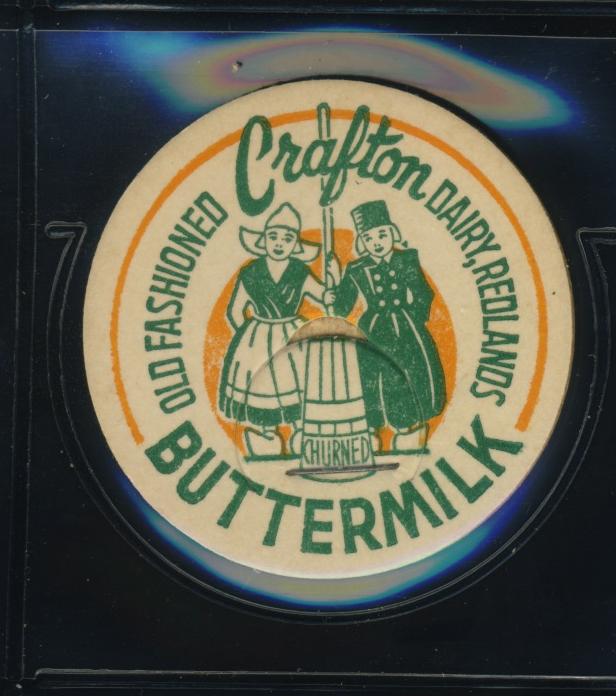 Crafton
DAIRY, REDLANDS
OLD FASHIONED
CHURNED
BUTTERMILK